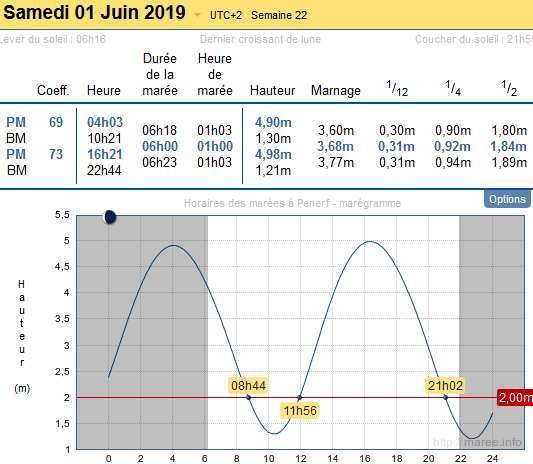 Samedi 01 Juin 2019 UTC+2 Semaine 22
Lever du soleil : 06h16 Dernier croissant de lune Coucher du soleil : 21h55
Coeff. Heure Durée de la marée Heure de marée Hauteur Marnage 1/12 1/4 1/2
PM 69 04h03 4,90m
06h18 01h03 3,60m 0,30m 0,90m 1,80m
BM 10h21 1,30m
06h00 01h00 3,68m 0,31m 0,92m 1,84m
PM 73 16h21 4,98m
06h23 01h03 3,77m 0,31m 0,94m 1,89m
BM 22h44 1,21m
Options
Horaires des marées à Penerf - marégramme
5,5
5
4,5
4
3,5
3
2,5
2
1,5
1
Hauteur
(m)
08h44
11h56
21h02
2,00m
http://maree.info
0 2 4 6 8 10 12 14 16 18 20 22 24